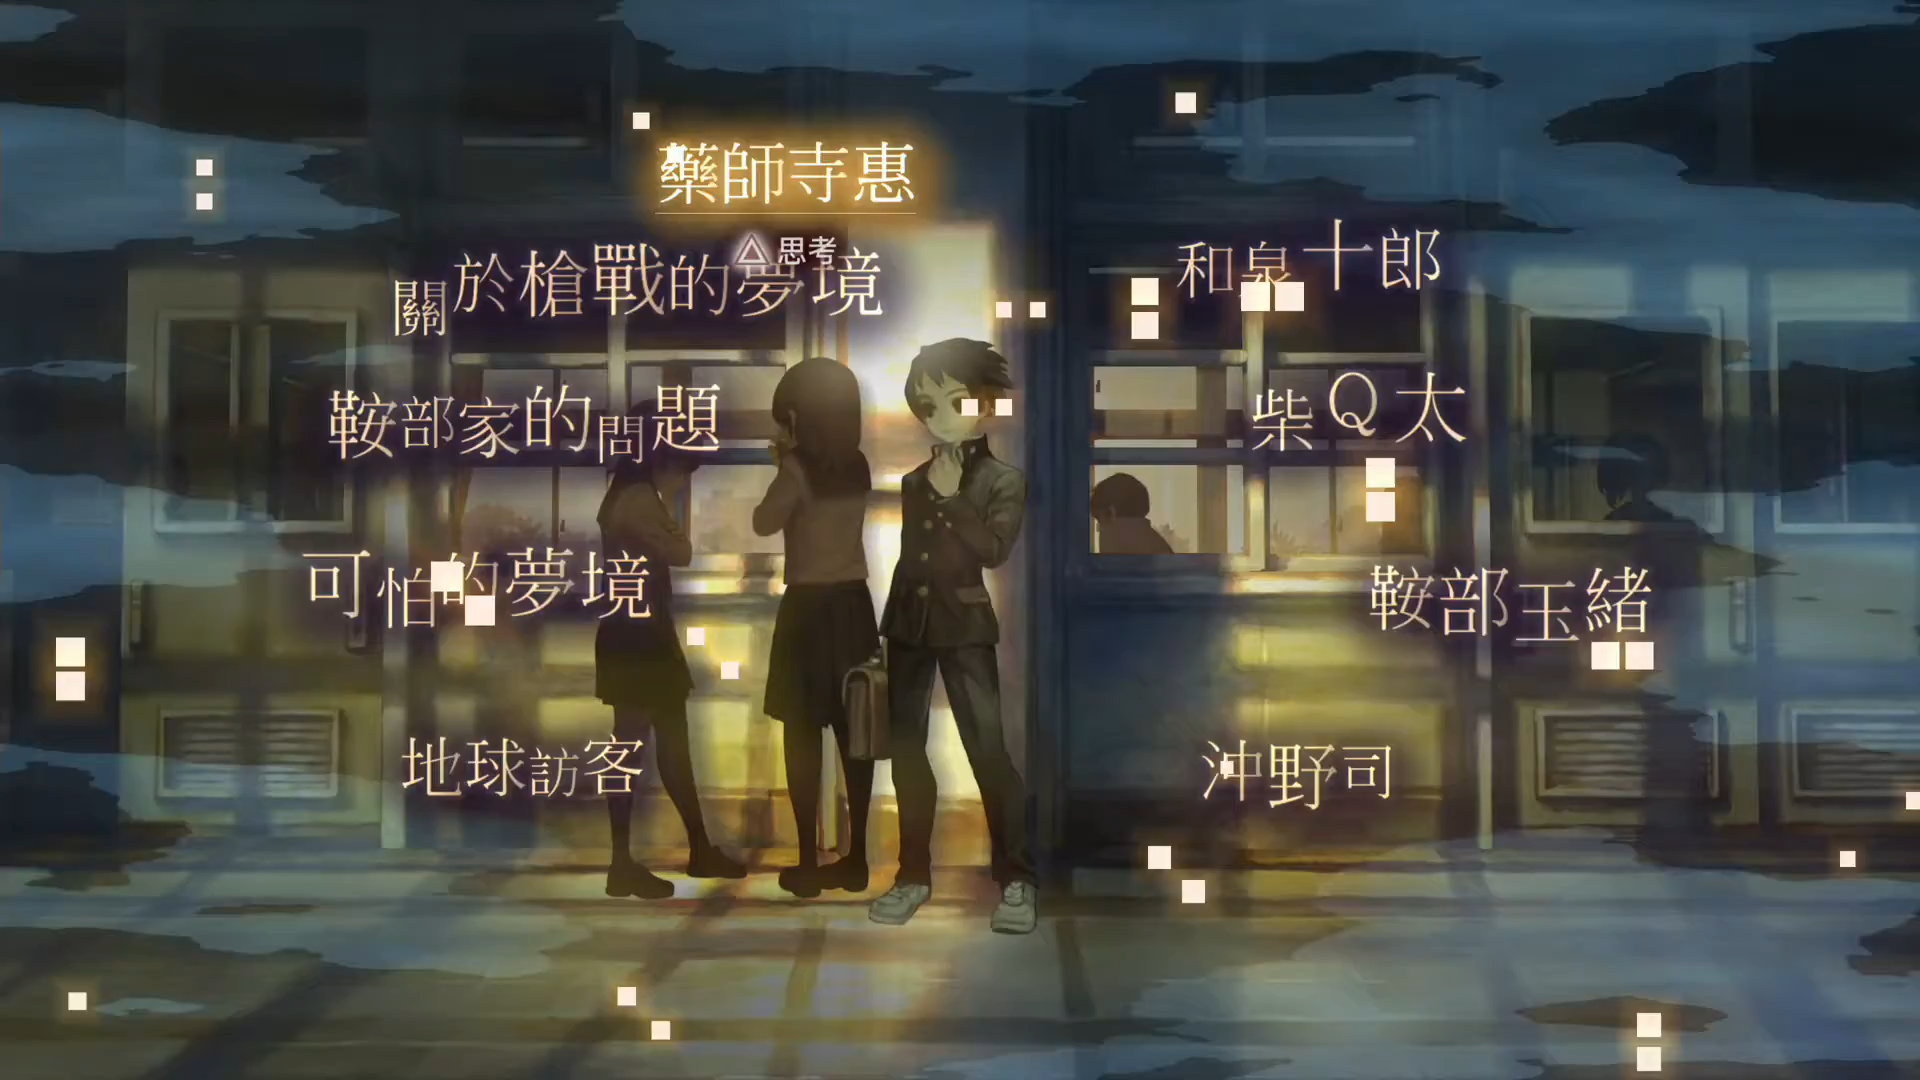 藥師寺惠
思考
關於槍戰的夢境
和泉十郎
鞍部家的問題
柴Q太
可怕的夢境
鞍部玉緒
地球訪客
沖野司